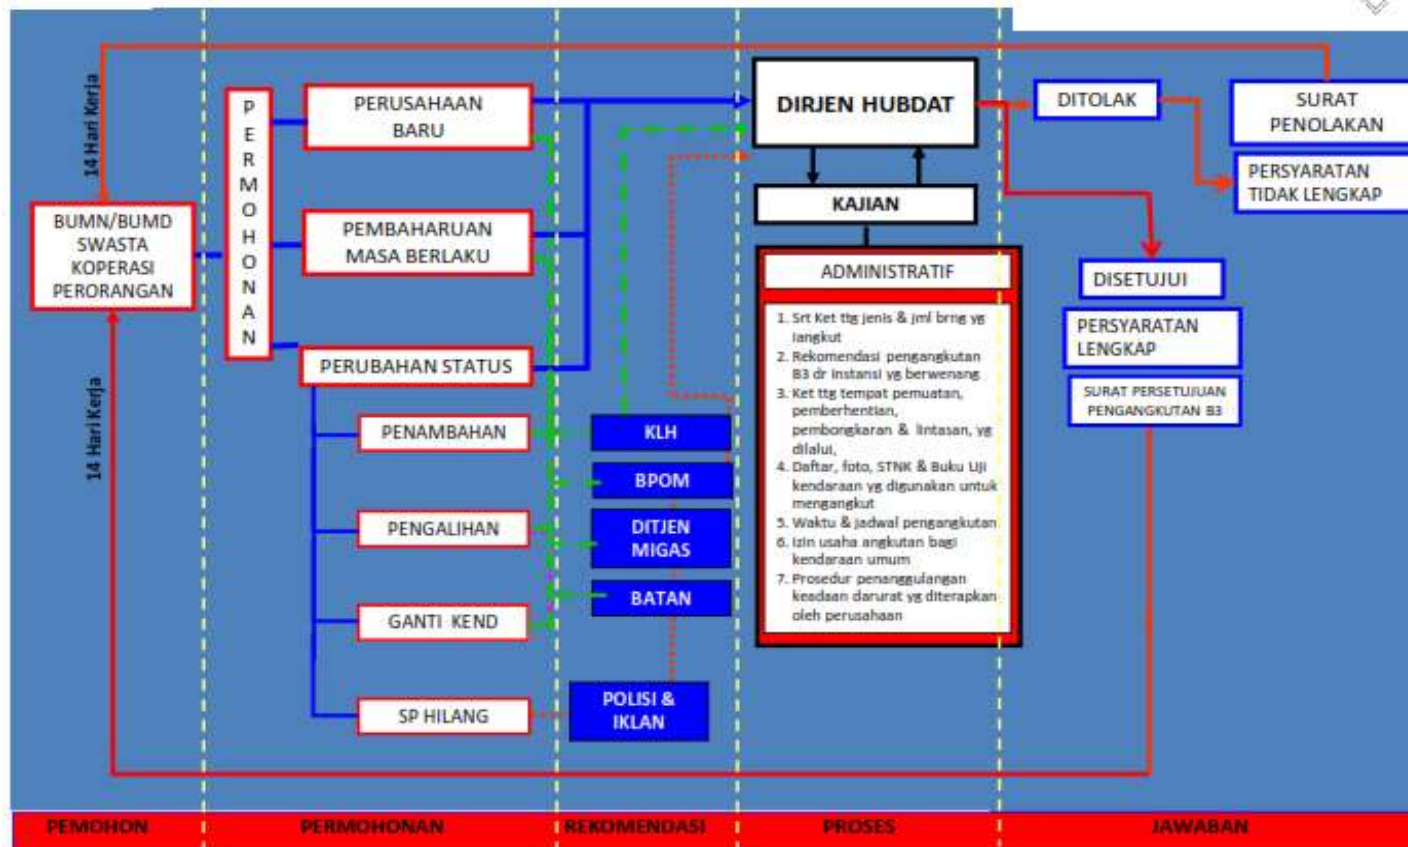 14 Hari Kerja
BUMN/BUMD
SWASTA
KOPERASI
PERORANGAN
14 Hari Kerja
P
E
R
M
O
H
O
N
A
N
PERUSAHAAN
BARU
PEMBAHARUAN
MASA BERLAKU
PERUBAHAN STATUS
PENAMBAHAN
PENGALIHAN
GANTI KEND
SP HILANG
KLH
BPOM
DITJEN
MIGAS
BATAN
POLISI &
IKLAN
DIRJEN HUBDAT
KAJIAN
ADMINISTRATIF
1. Srt Ket ttg jenis & jml brng yg
iangkut
2. Rekomendasi pengangkutan
B3 dr instansi yg berwenang
3. Ket ttg tempat pemuatan,
pemberhentian,
pembongkaran & lintasan, yg
dilalui,
4. Daftar, foto, STNK & Buku Uji
kendaraan yg digunakan untuk
mengangkut
5. Waktu & jadwal pengangkutan
6. Izin usaha angkutan bagi
kendaraan umum
7. Prosedur penanggulangan
keadaan darurat yg diterapkan
oleh perusahaan
DITOLAK
SURAT
PENOLAKAN
PERSYARATAN
TIDAK LENGKAP
DISETUJUI
PERSYARATAN
LENGKAP
SURAT PERSETUJUAN
PENGANGKUTAN B3
PEMOHON
PERMOHONAN
REKOMENDASI
PROSES
JAWABAN